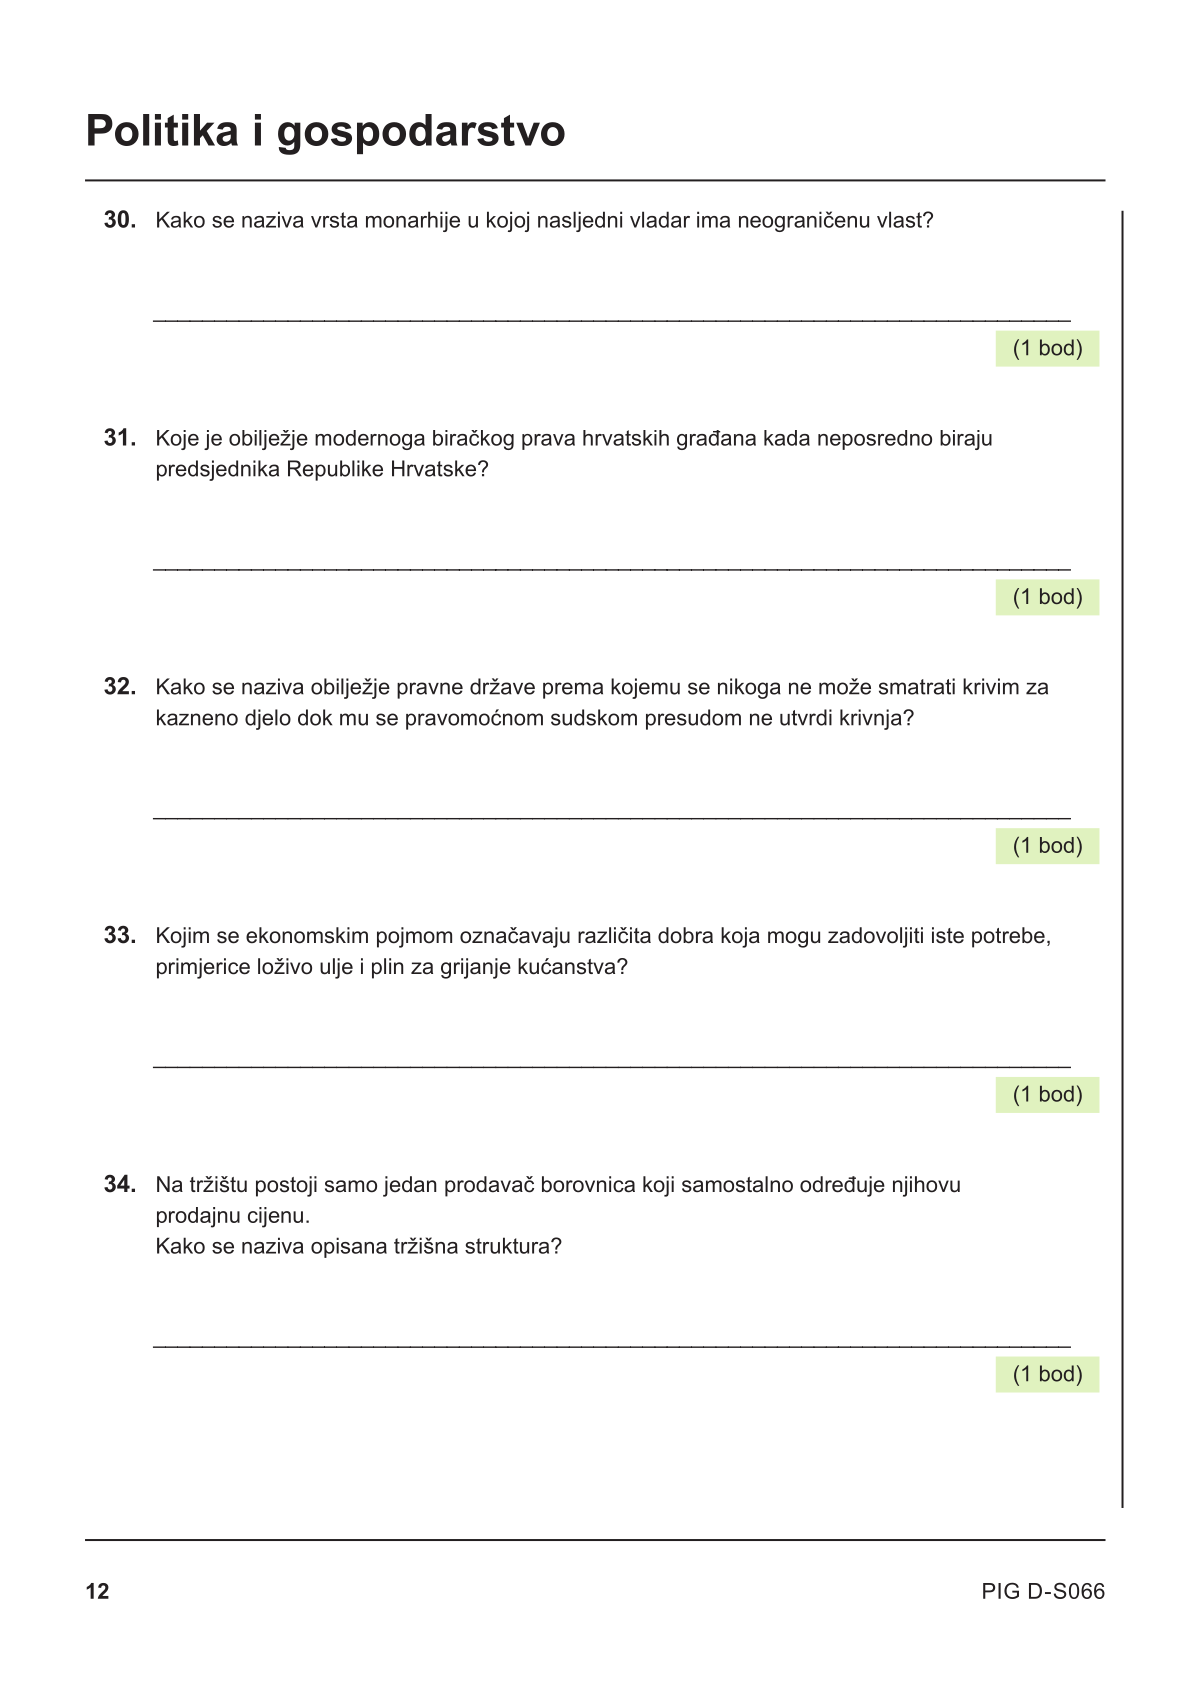 Politika i gospodarstvo
30. Kako se naziva vrsta monarhije u kojoj nasljedni vladar ima neograničenu vlast?
(1 bod)
31. Koje je obilježje modernoga biračkog prava hrvatskih građana kada neposredno biraju
predsjednika Republike Hrvatske?
(1 bod)
32. Kako se naziva obilježje pravne države prema kojemu se nikoga ne može smatrati krivim za
kazneno djelo dok mu se pravomoćnom sudskom presudom ne utvrdi krivnja?
(1 bod)
33. Kojim se ekonomskim pojmom označavaju različita dobra koja mogu zadovoljiti iste potrebe,
primjerice loživo ulje i plin za grijanje kućanstva?
(1 bod)
34. Na tržištu postoji samo jedan prodavač borovnica koji samostalno određuje njihovu
prodajnu cijenu.
Kako se naziva opisana tržišna struktura?
(1 bod)
12
PIG D-S066